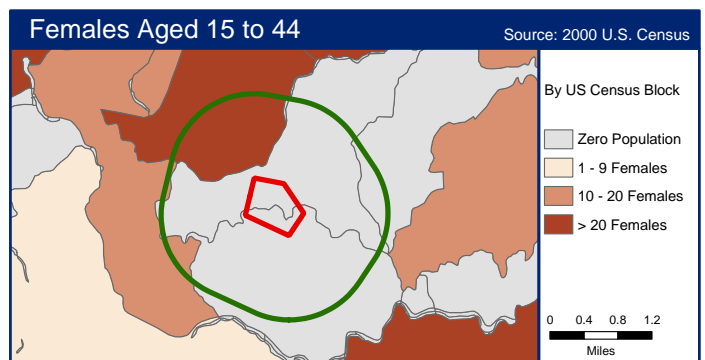 Females Aged 15 to 44
Source: 2000 U.S. Census
By US Census Block
Zero Population
1 - 9 Females
10 - 20 Females
> 20 Females
0 0.4 0.8 1.2
Miles